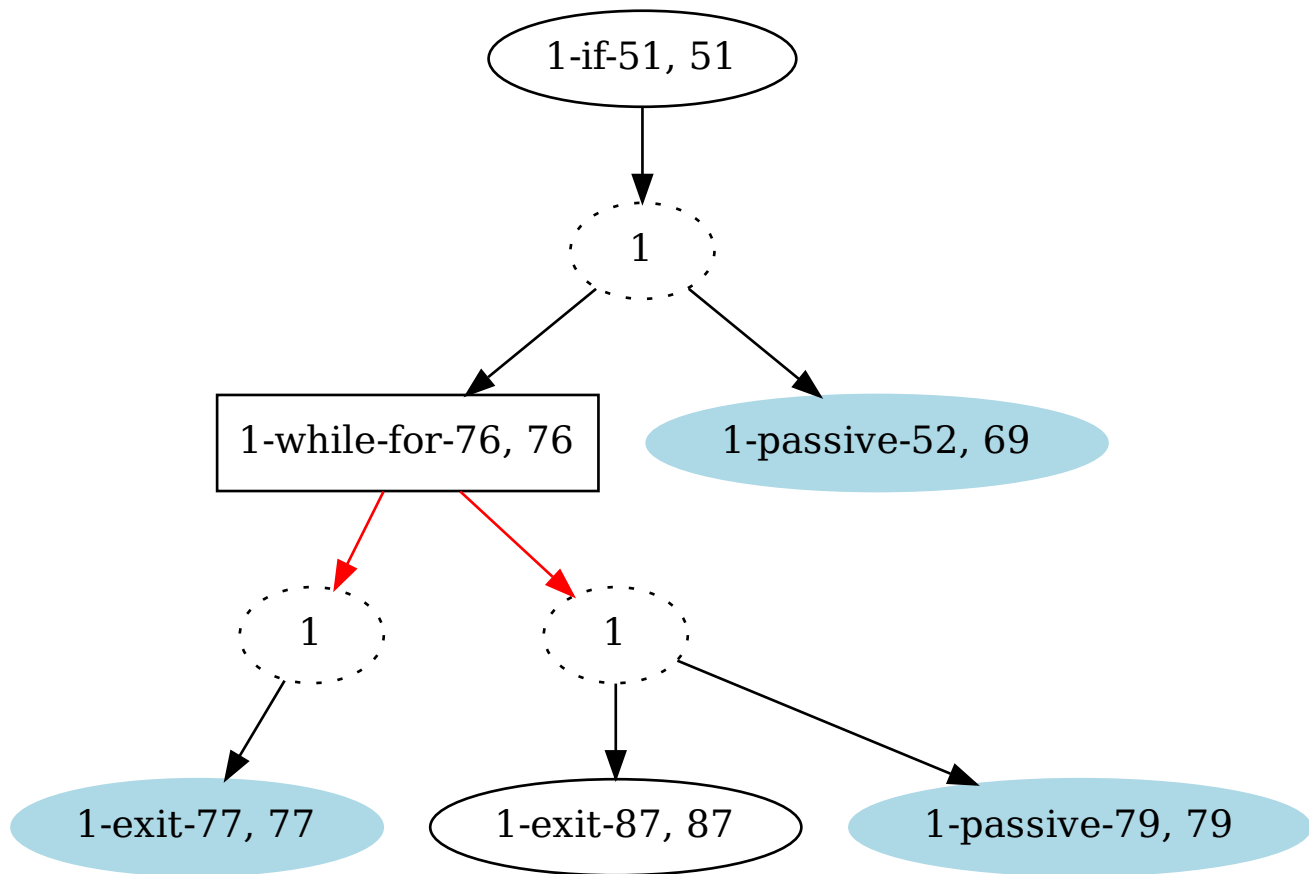 1-if-51, 51
1
1-while-for-76, 76
1-passive-52, 69
1
1
1-exit-77, 77
1-exit-87, 87
1-passive-79, 79